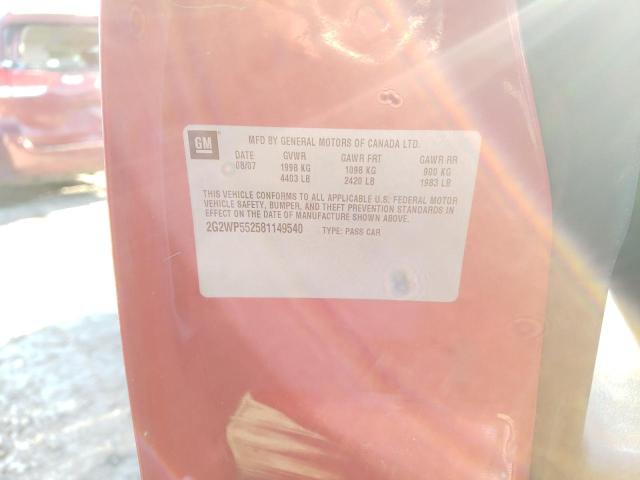 GM MFD BY GENERAL MOTORS OF CANADA LTD.
DATE GVWR GAWR FRT GAWR RR
08/07 1998 KG 1098 KG 900 KG
4403 LB 2420 LB 1983 LB
THIS VEHICLE CONFORMS TO ALL APPLICABLE U.S. FEDERAL MOTOR
VEHICLE SAFETY, BUMPER, AND THEFT PREVENTION STANDARDS IN
EFFECT ON THE DATE OF MANUFACTURE SHOWN ABOVE.
2G2WP552581149540 TYPE: PASS CAR